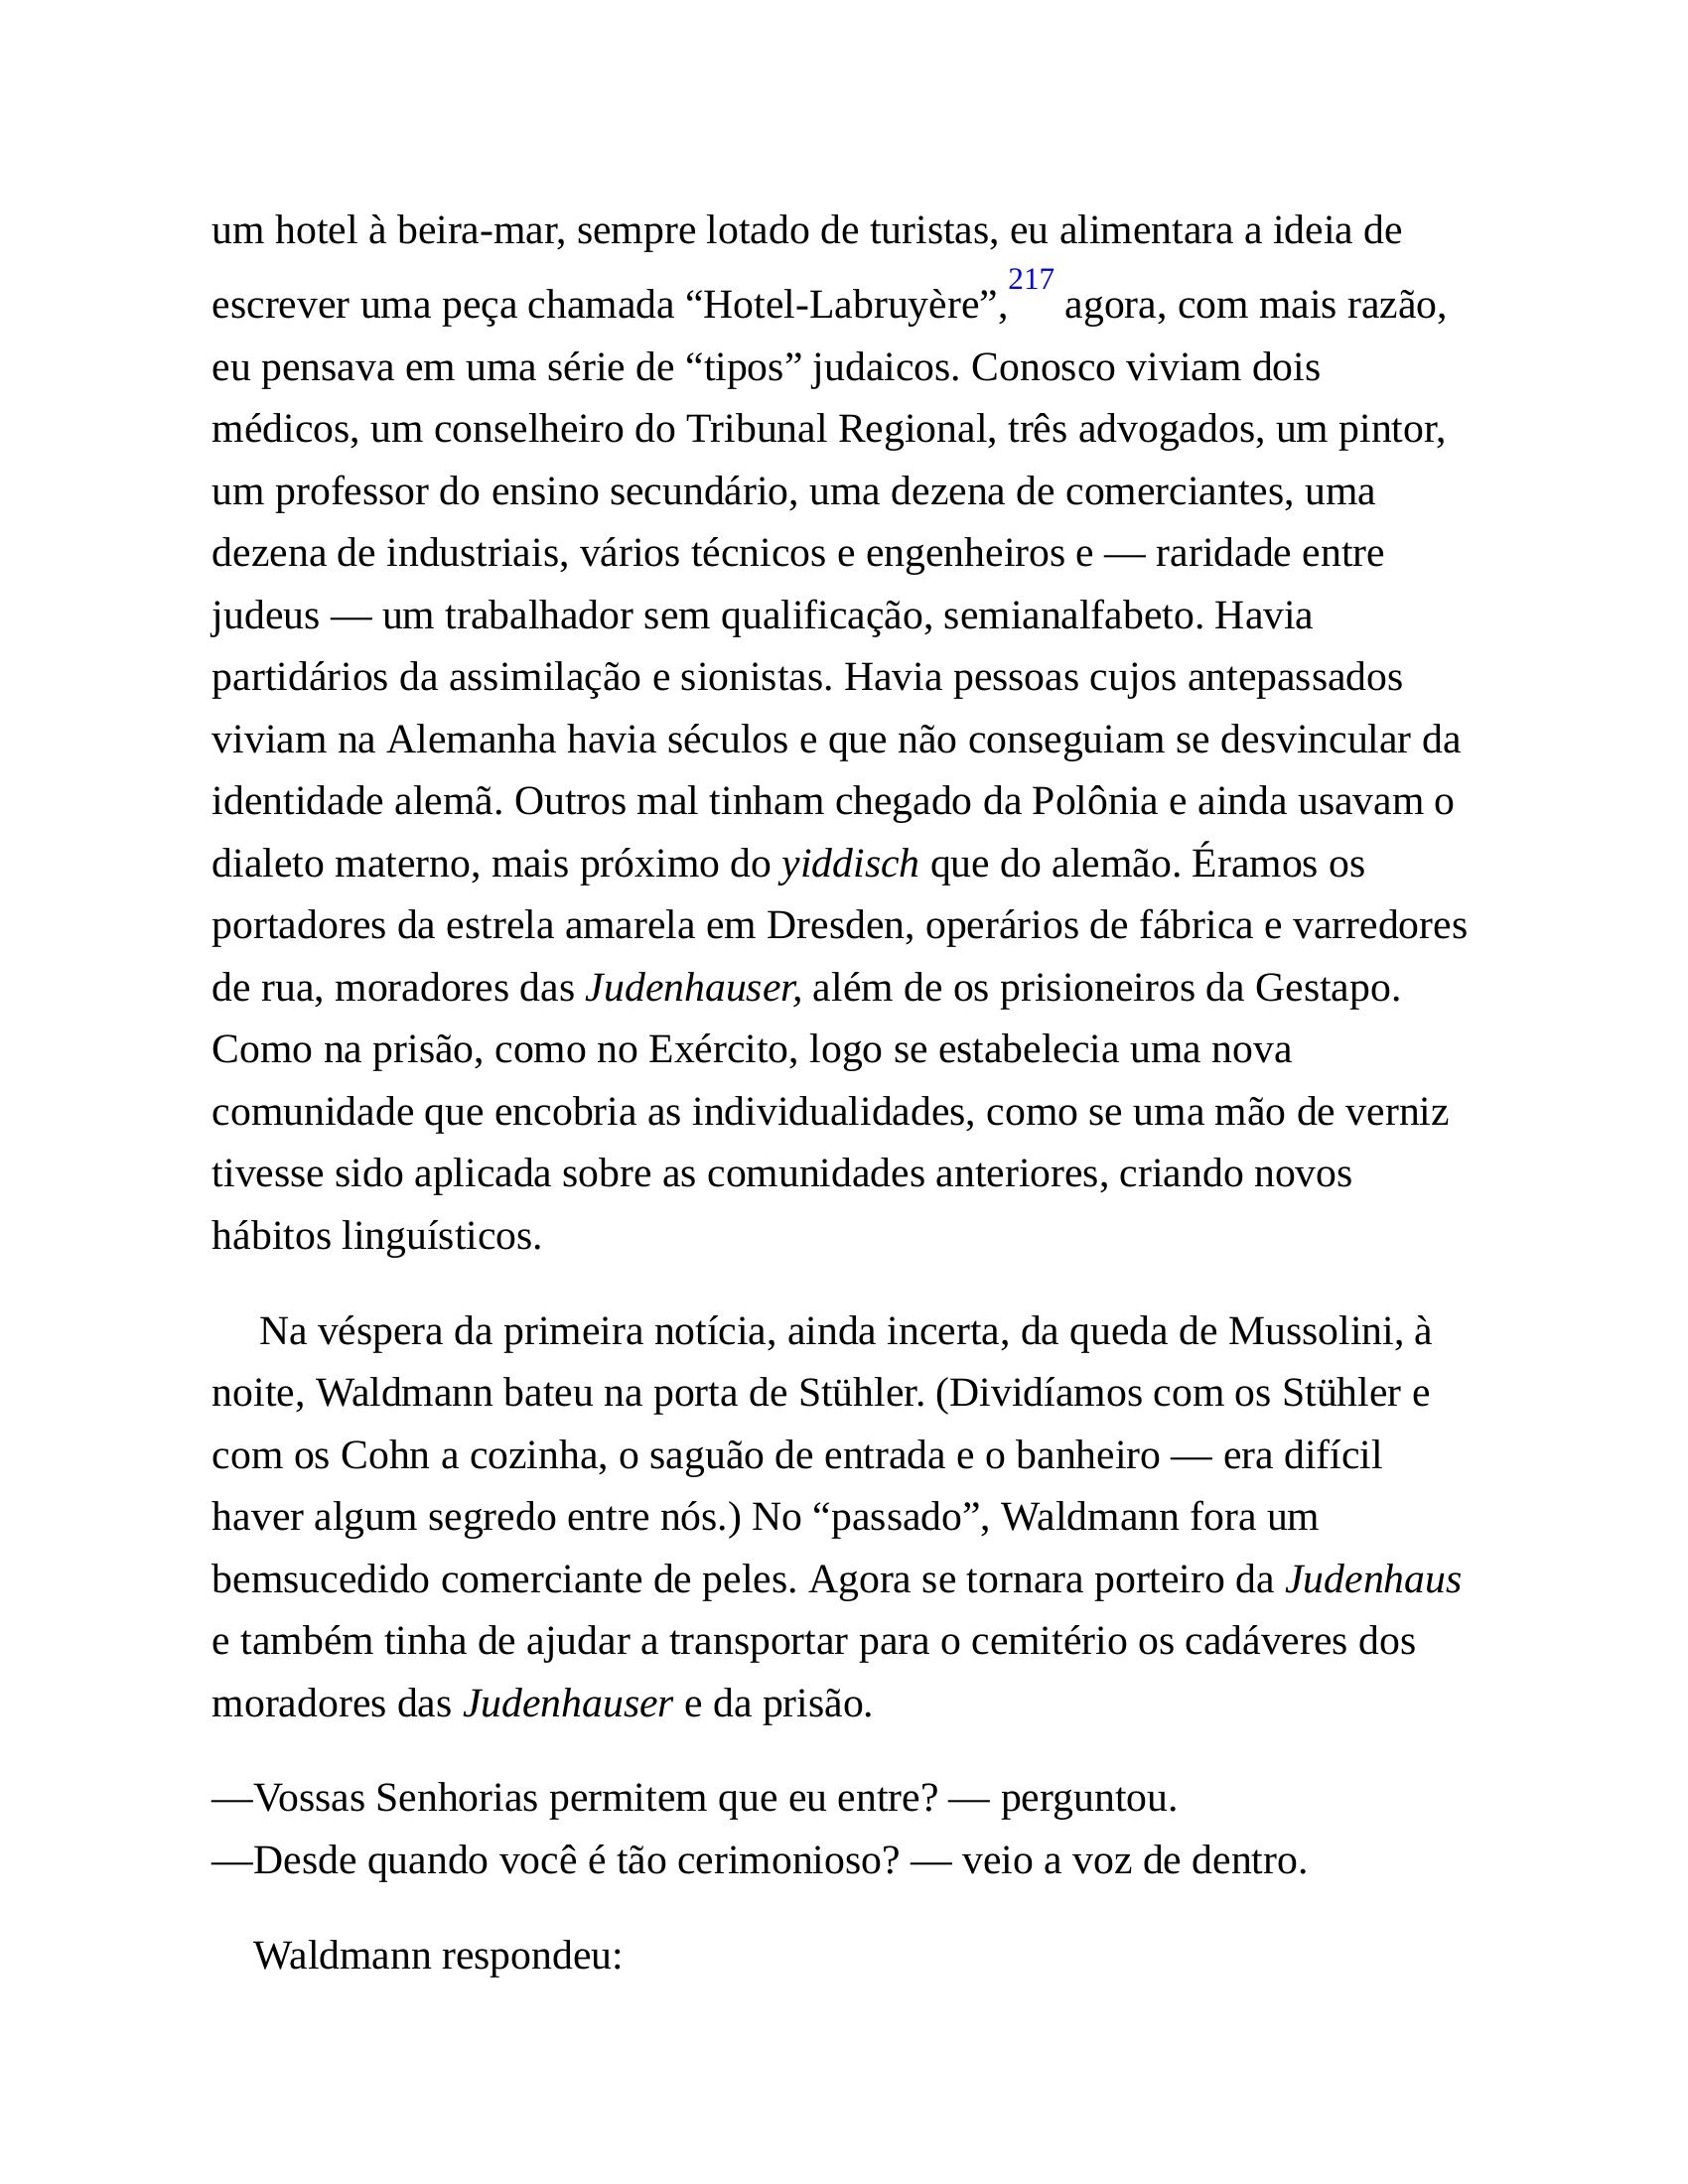 um hotel à beira-mar, sempre lotado de turistas, eu alimentara a ideia de
escrever uma peça chamada “Hotel-Labruyère”,217 agora, com mais razão,
eu pensava em uma série de “tipos” judaicos. Conosco viviam dois
médicos, um conselheiro do Tribunal Regional, três advogados, um pintor,
um professor do ensino secundário, uma dezena de comerciantes, uma
dezena de industriais, vários técnicos e engenheiros e — raridade entre
judeus — um trabalhador sem qualificação, semianalfabeto. Havia
partidários da assimilação e sionistas. Havia pessoas cujos antepassados
viviam na Alemanha havia séculos e que não conseguiam se desvincular da
identidade alemã. Outros mal tinham chegado da Polônia e ainda usavam o
dialeto materno, mais próximo do yiddisch que do alemão. Éramos os
portadores da estrela amarela em Dresden, operários de fábrica e varredores
de rua, moradores das Judenhauser, além de os prisioneiros da Gestapo.
Como na prisão, como no Exército, logo se estabelecia uma nova
comunidade que encobria as individualidades, como se uma mão de verniz
tivesse sido aplicada sobre as comunidades anteriores, criando novos
hábitos linguísticos.
Na véspera da primeira notícia, ainda incerta, da queda de Mussolini, à
noite, Waldmann bateu na porta de Stühler. (Dividíamos com os Stühler e
com os Cohn a cozinha, o saguão de entrada e o banheiro — era difícil
haver algum segredo entre nós.) No “passado”, Waldmann fora um
bemsucedido comerciante de peles. Agora se tornara porteiro da Judenhaus
e também tinha de ajudar a transportar para o cemitério os cadáveres dos
moradores das Judenhauser e da prisão.
—Vossas Senhorias permitem que eu entre? — perguntou.
—Desde quando você é tão cerimonioso? — veio a voz de dentro.
Waldmann respondeu: